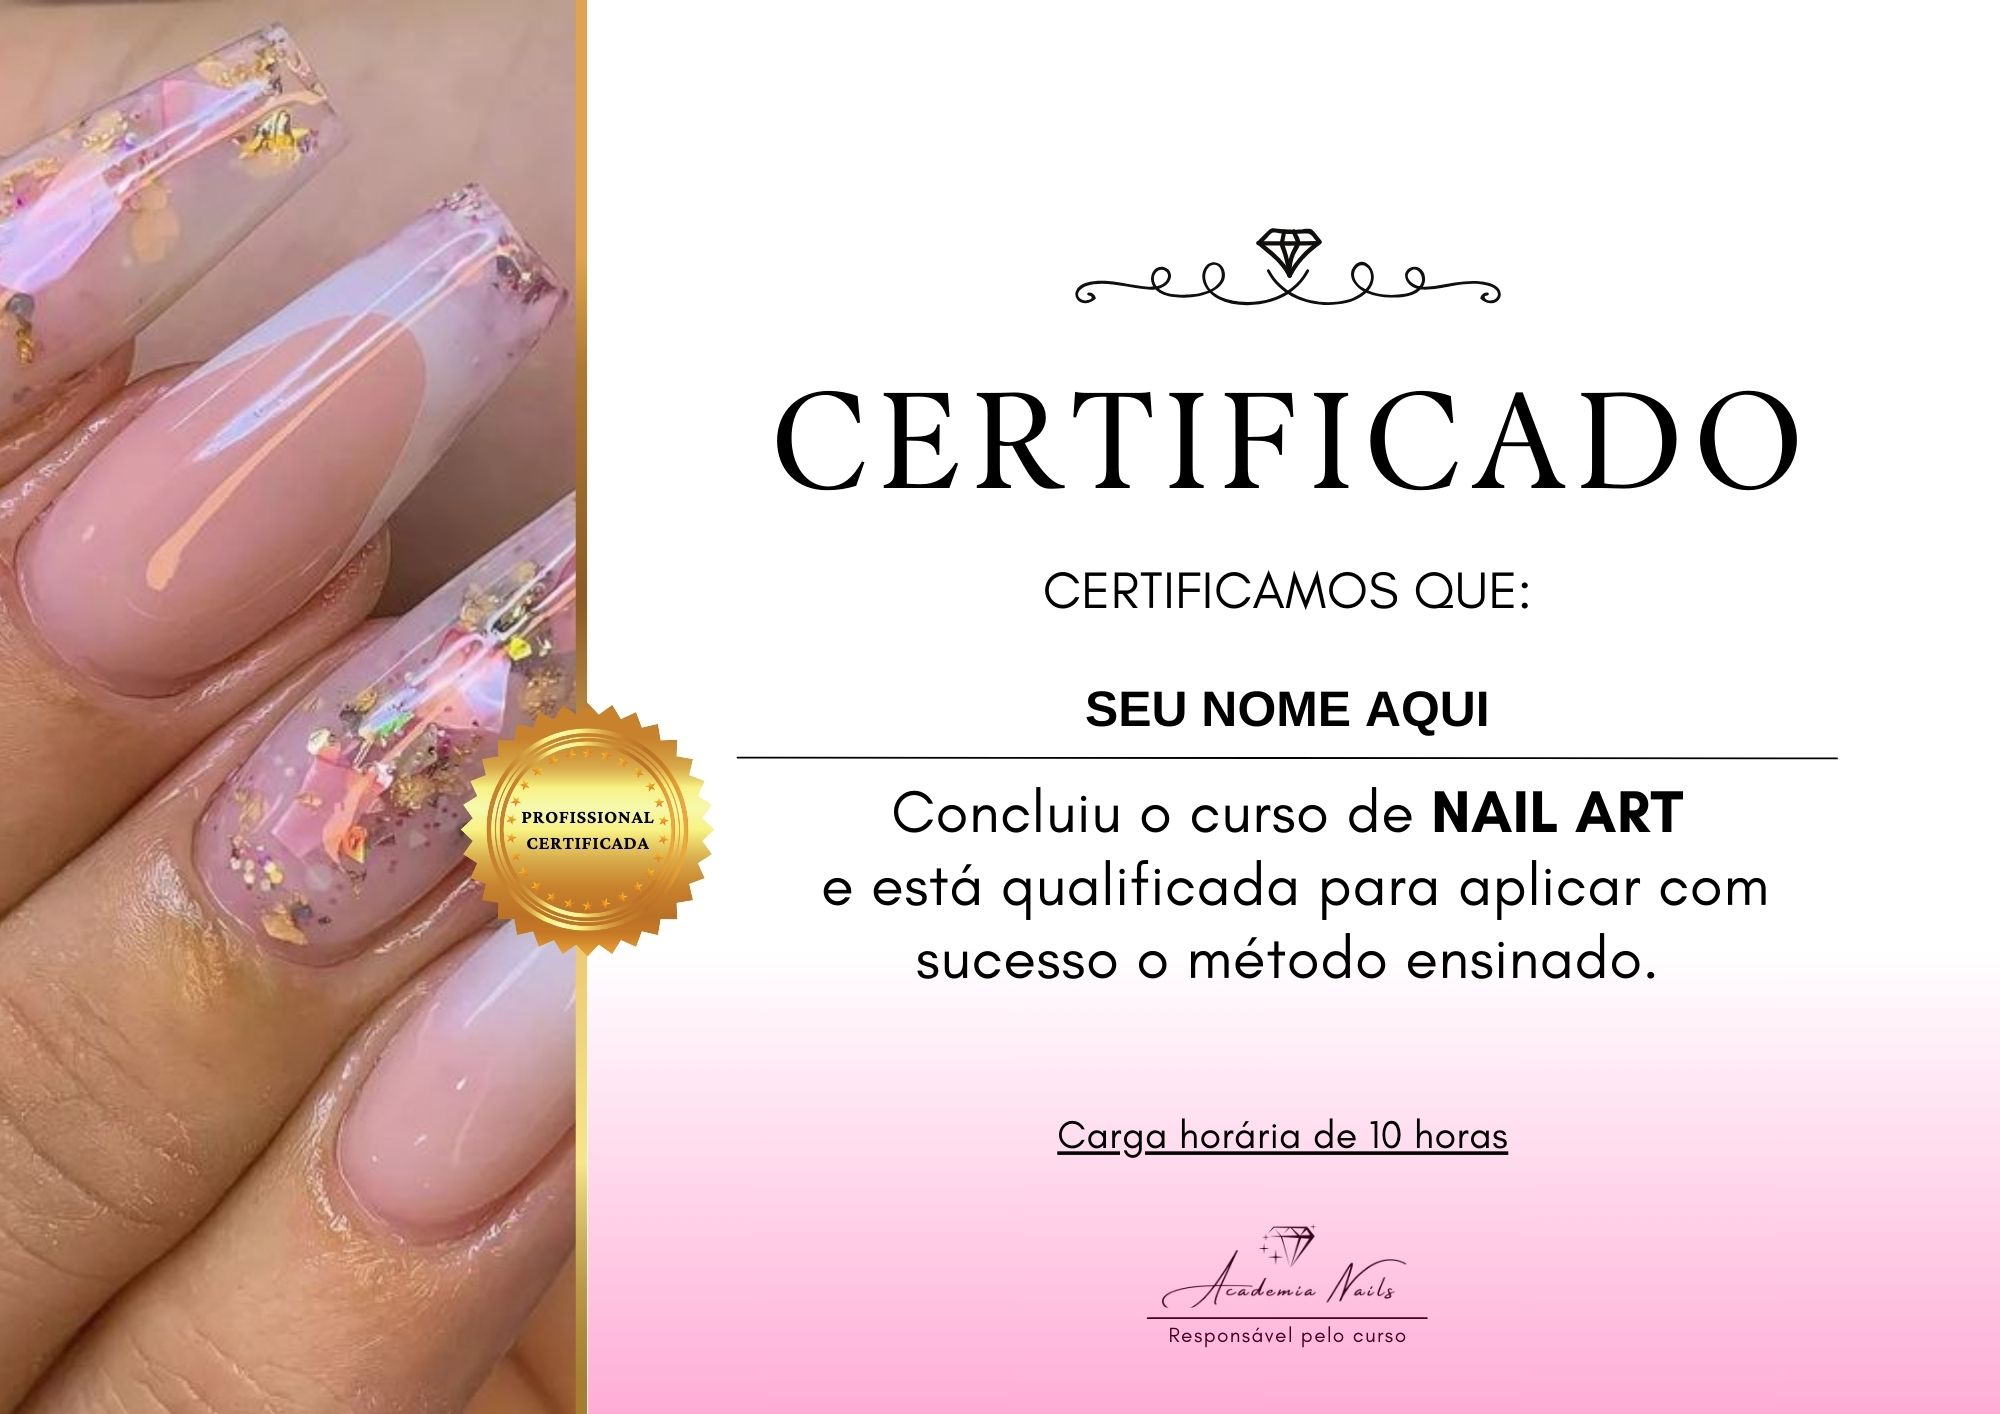 CERTIFICADO
CERTIFICAMOS QUE:
SEU NOME AQUI
PROFISSIONAL
CERTIFICADA
Concluiu o curso de NAIL ART
e está qualificada para aplicar com
sucesso o método ensinado.
Carga horária de 10 horas
Academia Nails
Responsável pelo curso